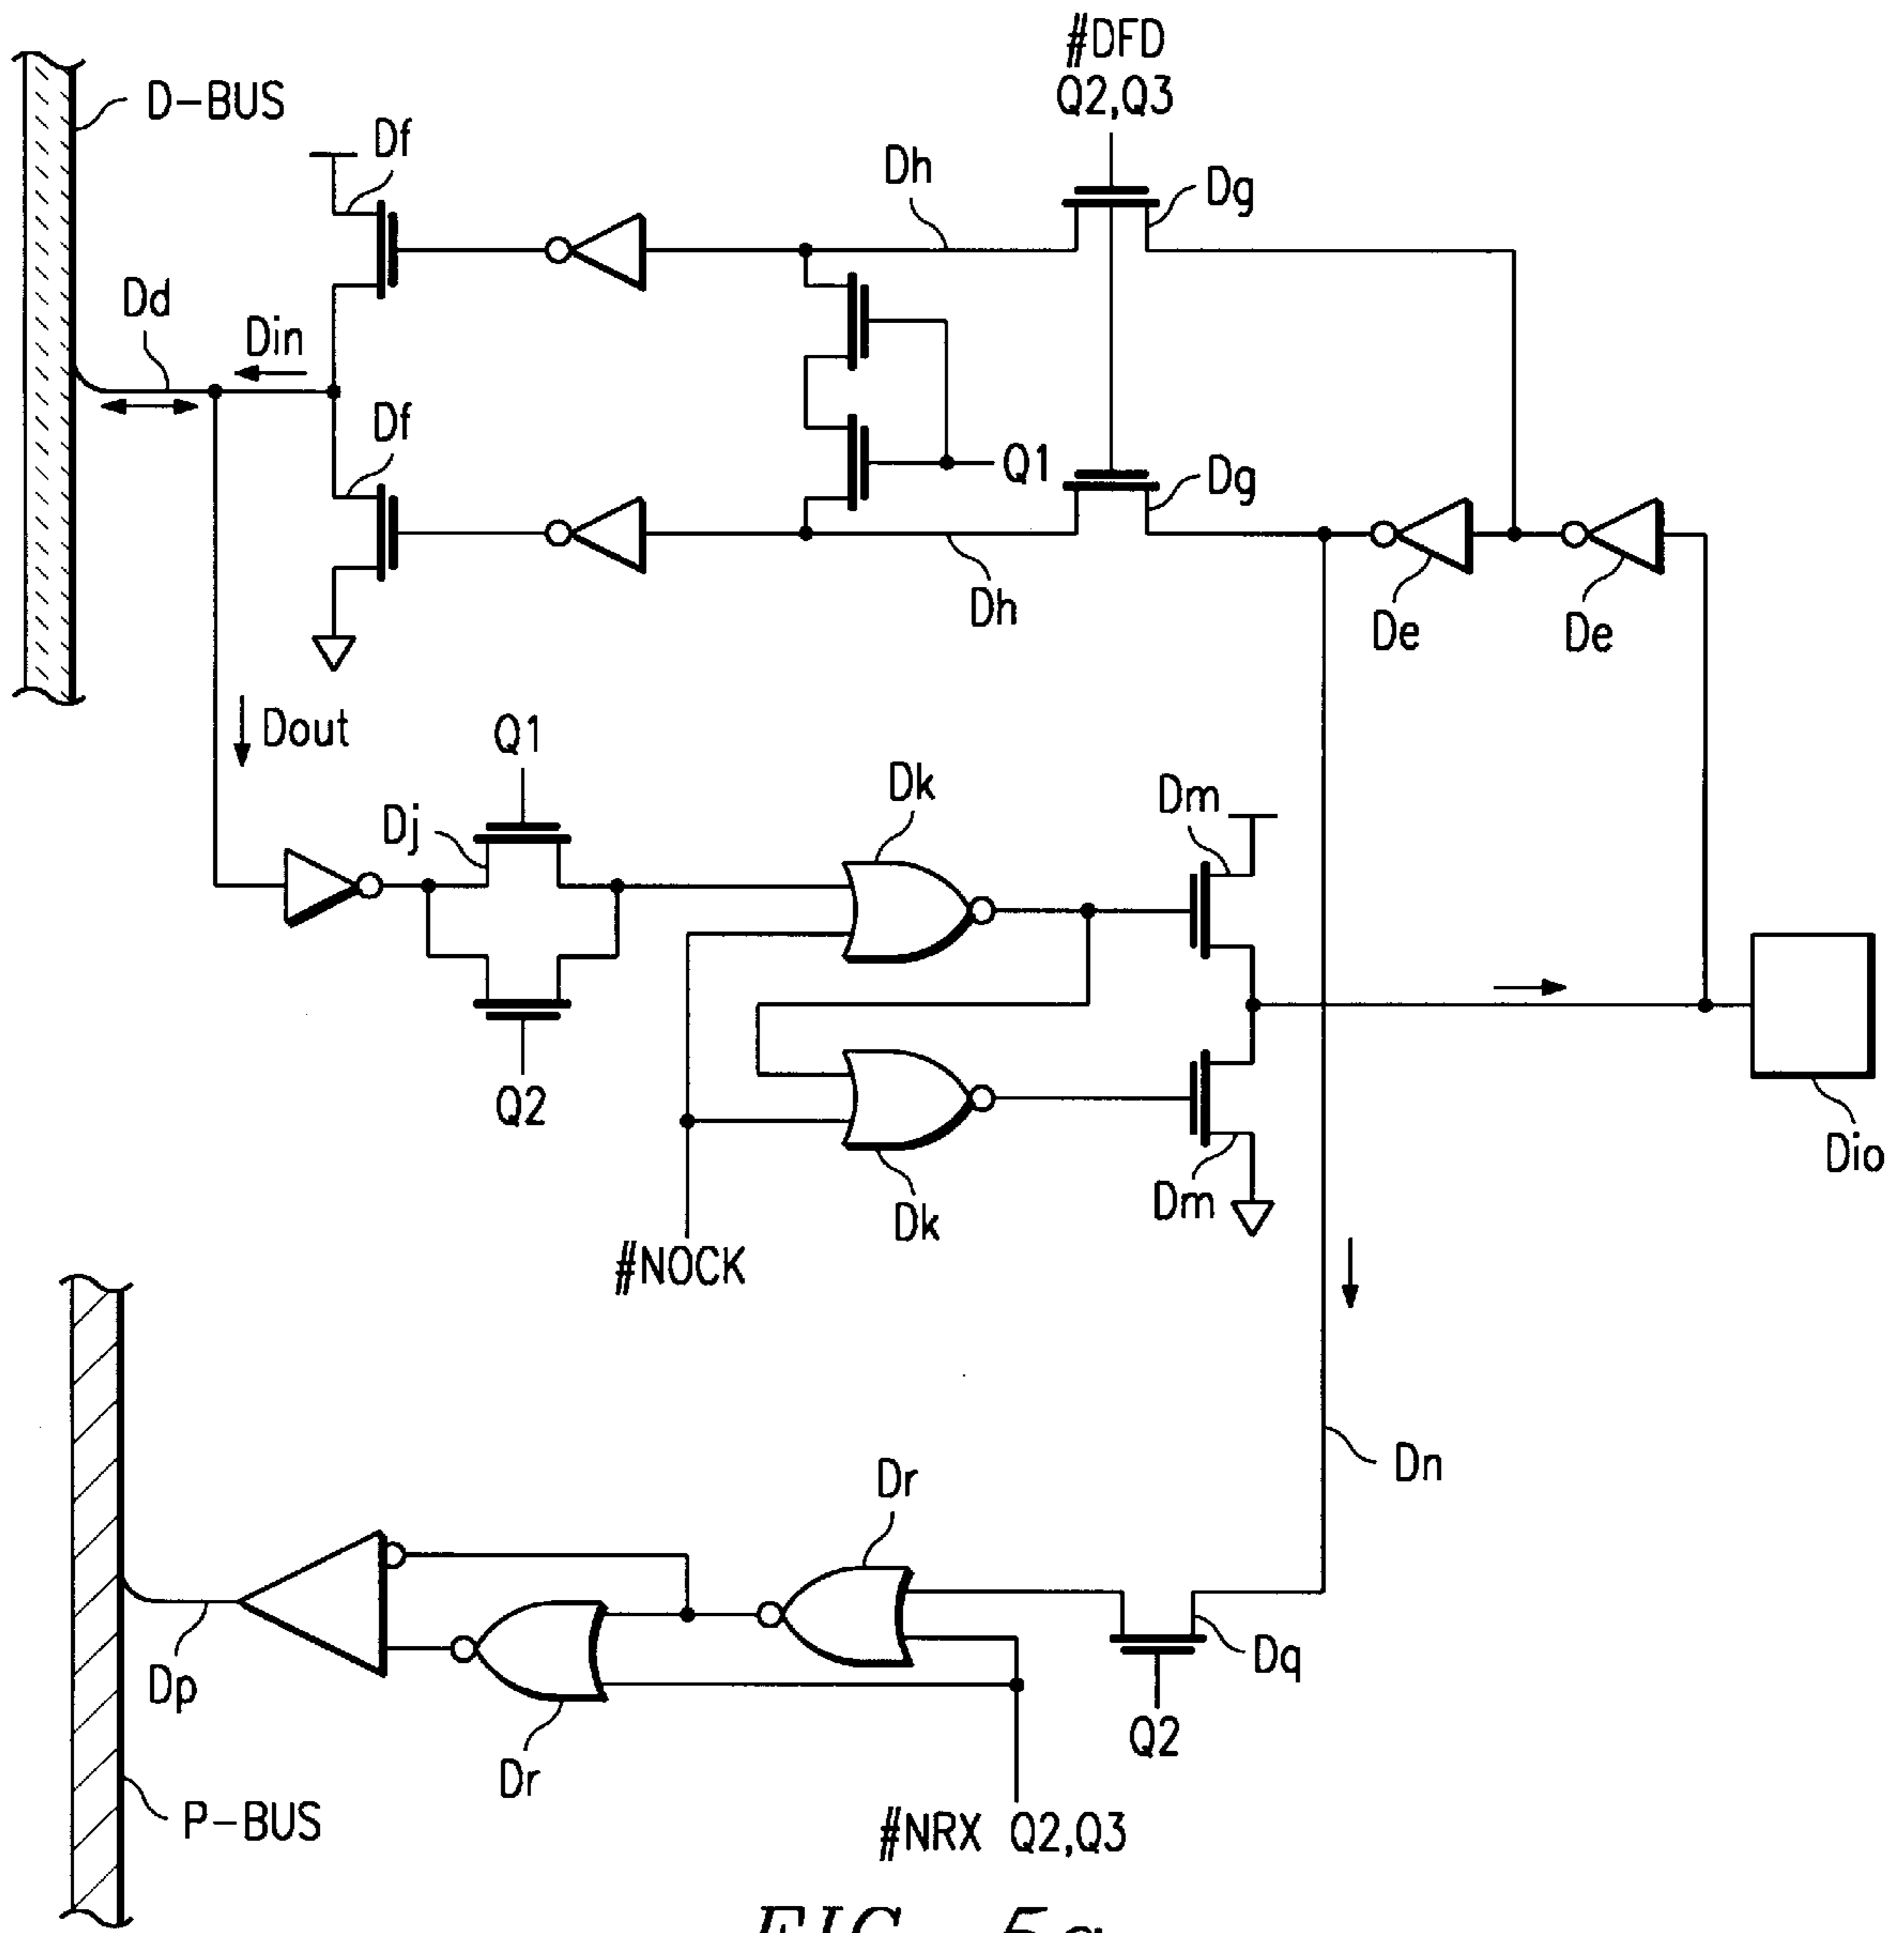 #DFD
Q2,Q3
D-BUS
Df
Dh
Dg
Dd
Din
Df
Q1
Dg
Dh
De
De
Dout
Q1
Dj
Dk
Dm
Q2
Dk
Dm
Dio
#NOCK
Dn
Dr
Dp
Dq
Dr
Q2
P-BUS
#NRX Q2,Q3